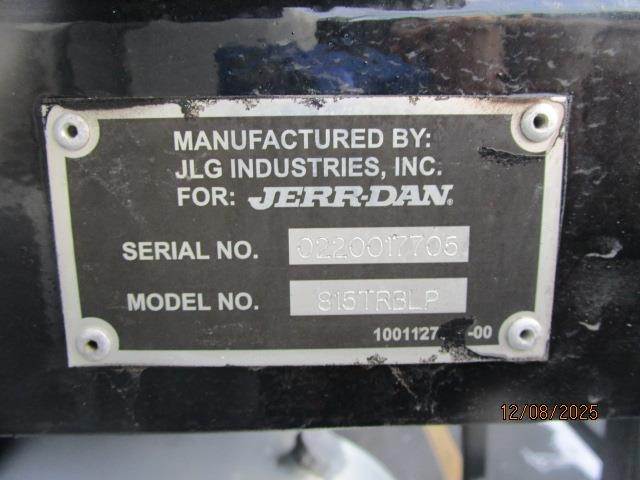 MANUFACTURED BY:
JLG INDUSTRIES, INC.
FOR: JERR-DAN®
SERIAL NO. 0220017705
MODEL NO. 815TRBLP
12/08/2025